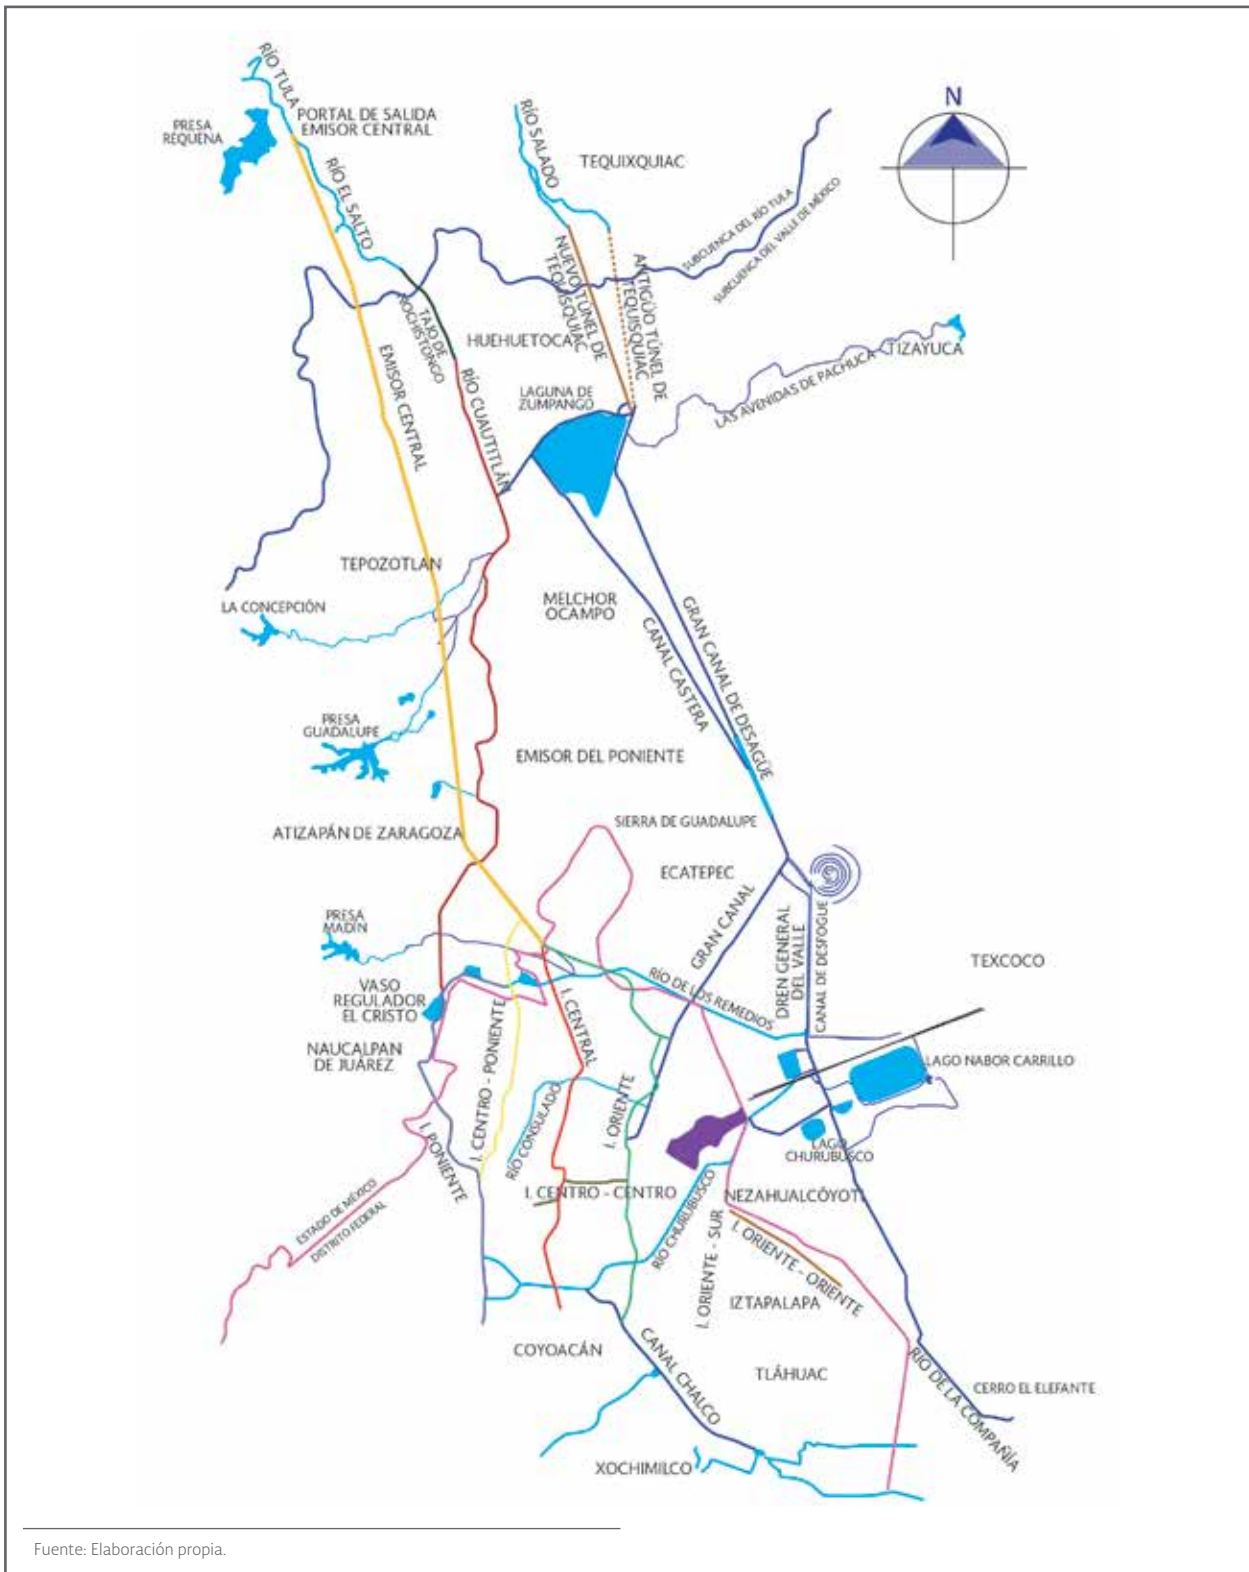 RÍO TULA
PRESA
REQUENA
PORTAL DE SALIDA
EMISOR CENTRAL
RÍO EL SALTO
RÍO SALADO
TEQUIXQUIAC
N
SUBCUENCA DEL RÍO TULA
SUBCUENCA DEL VALLE DE MÉXICO
NUEVO TÚNEL DE
TEQUISQUIAC
ANTIGÜO TÚNEL DE
TEQUISQUIAC
TAJO DE
NOCHISTONGO
HUEHUETOCA
EMISOR CENTRAL
RÍO CUAUTITLÁN
LAGUNA DE
ZUMPANGO
LAS AVENIDAS DE PACHUCA
TIZAYUCA
TEPOZOTLAN
LA CONCEPCIÓN
MELCHOR
OCAMPO
CANAL CASTERA
GRAN CANAL DE DESAGÜE
PRESA
GUADALUPE
EMISOR DEL PONIENTE
ATIZAPÁN DE ZARAGOZA
SIERRA DE GUADALUPE
ECATEPEC
GRAN CANAL
DREN GENERAL
DEL VALLE
CANAL DE DESFOGUE
TEXCOCO
PRESA
MADÍN
VASO
REGULADOR
EL CRISTO
NAUCALPAN
DE JUÁREZ
RÍO DE LOS REMEDIOS
I. CENTRAL
I. CENTRO - PONIENTE
LAGO NABOR CARRILLO
I. PONIENTE
RÍO CONSULADO
I. ORIENTE
LAGO
CHURUBUSCO
I. CENTRO - CENTRO
RÍO CHURUBUSCO
NEZAHUALCÓYOTL
ESTADO DE MÉXICO
DISTRITO FEDERAL
I. ORIENTE - SUR
I. ORIENTE - ORIENTE
IZTAPALAPA
COYOACÁN
CANAL CHALCO
TLÁHUAC
RÍO DE LA COMPAÑÍA
CERRO EL ELEFANTE
XOCHIMILCO
Fuente: Elaboración propia.